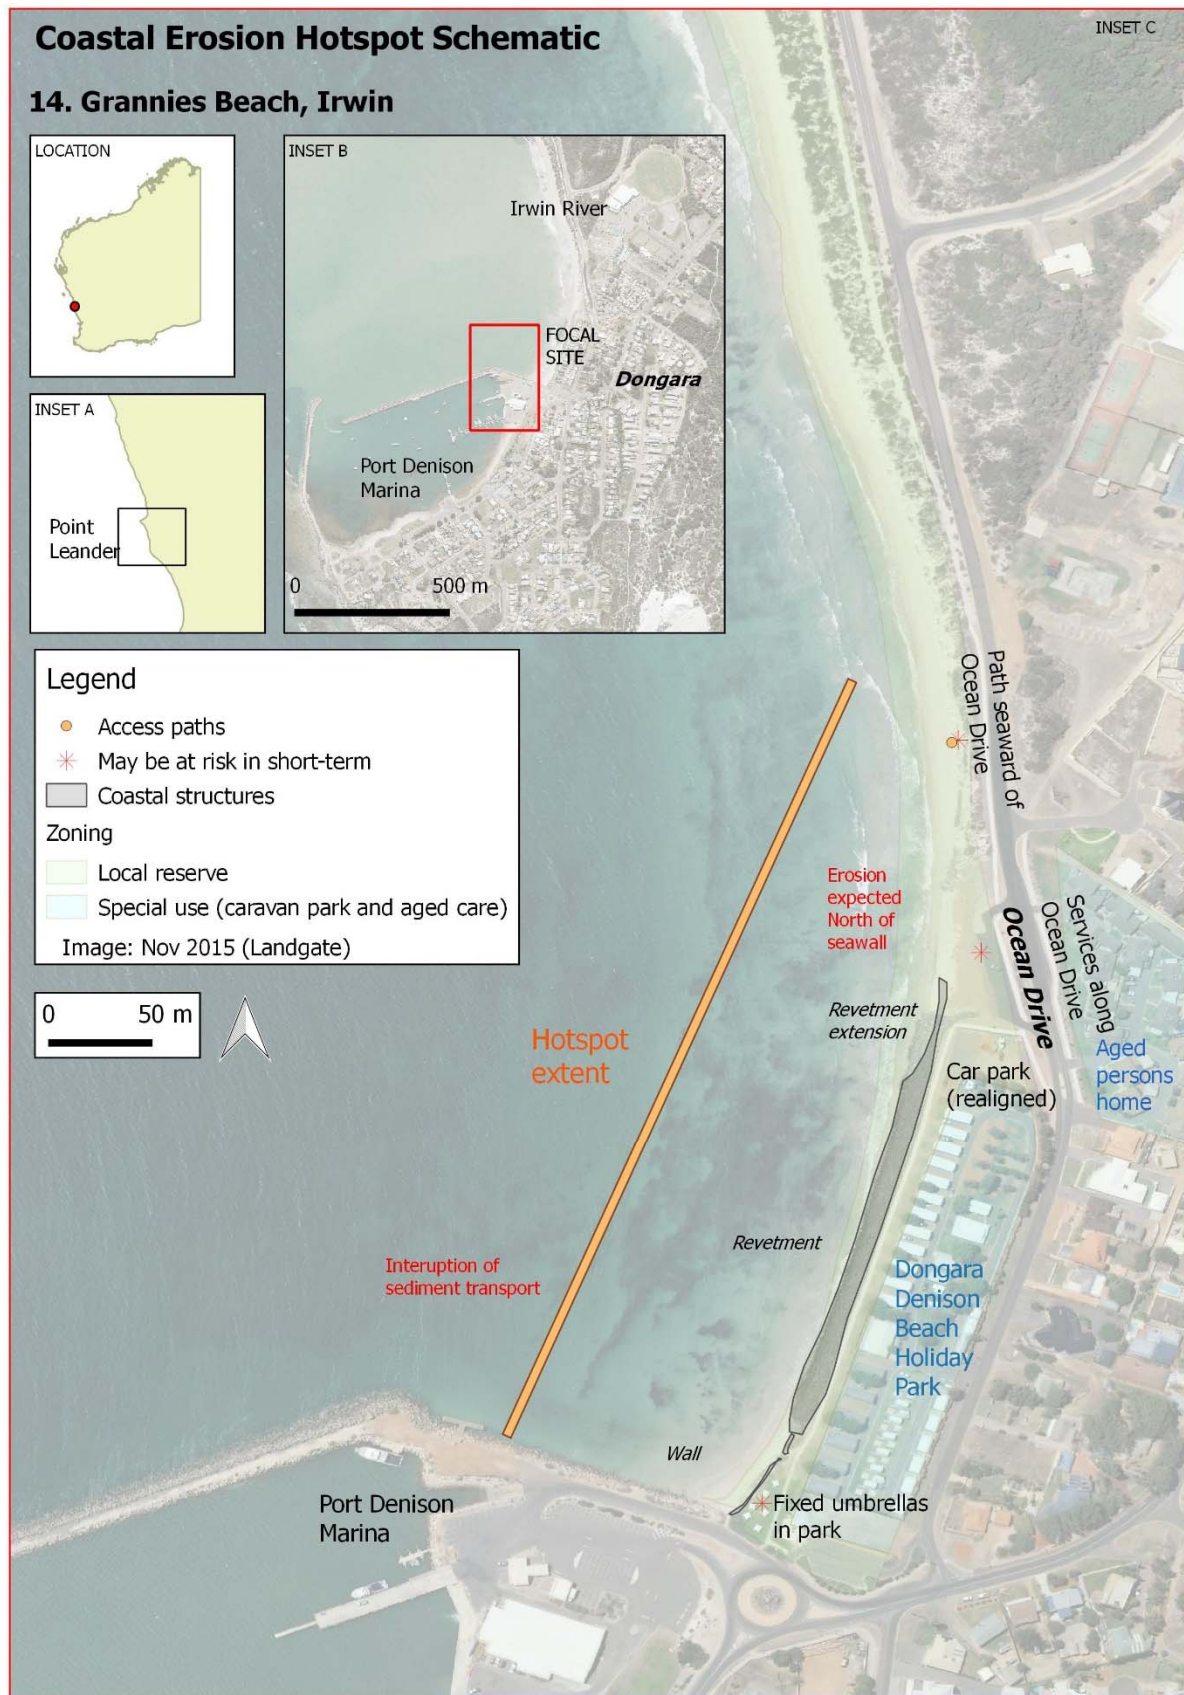 Coastal Erosion Hotspot Schematic
INSET C
14. Grannies Beach, Irwin
LOCATION
INSET B
Irwin River
FOCAL
SITE
Dongara
Port Denison
Marina
0 500 m
INSET A
Point
Leander
Legend
Access paths
May be at risk in short-term
Coastal structures
Zoning
Local reserve
Special use (caravan park and aged care)
Image: Nov 2015 (Landgate)
0 50 m
Path seaward of
Ocean Drive
Erosion
expected
North of
seawall
Ocean Drive
Services along
Ocean Drive
Revetment
extension
Hotspot
extent
Car park
(realigned)
Aged
persons
home
Revetment
Interuption of
sediment transport
Dongara
Denison
Beach
Holiday
Park
Wall
Port Denison
Marina
Fixed umbrellas
in park